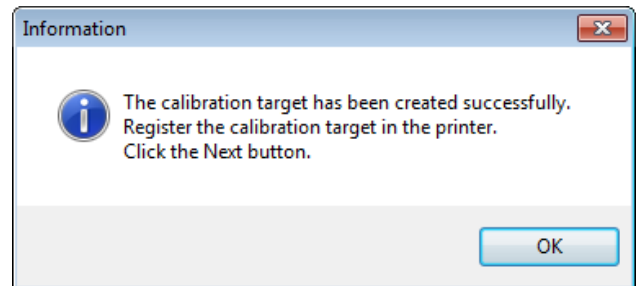 Information
The calibration target has been created successfully.
Register the calibration target in the printer.
Click the Next button.
OK